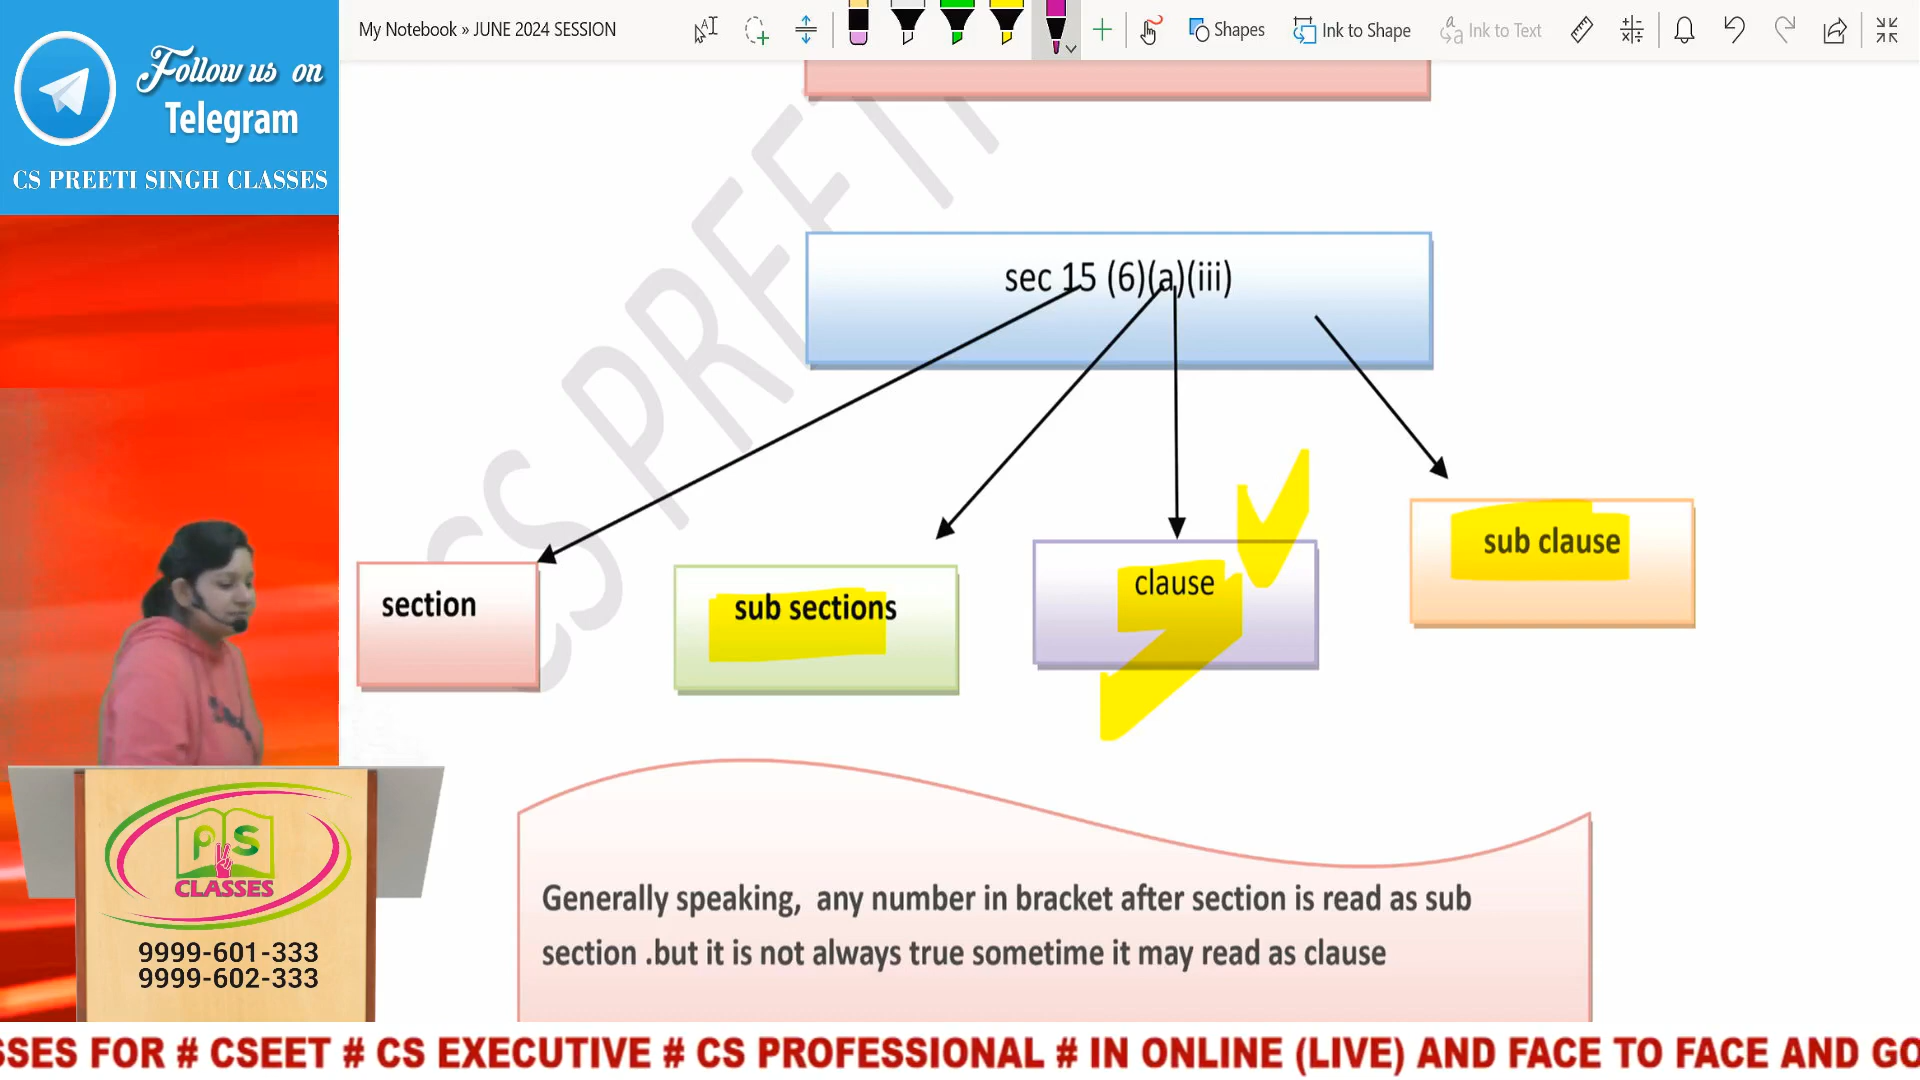 Follow us on
Telegram
CS PREETI SINGH CLASSES
My Notebook » JUNE 2024 SESSION
Shapes
Ink to Shape
Ink to Text
CS PREETI
sec 15 (6)(a)(iii)
section
sub sections
clause
sub clause
Generally speaking, any number in bracket after section is read as sub
section .but it is not always true sometime it may read as clause
PS
CLASSES
9999-601-333
9999-602-333
SSES FOR # CSEET # CS EXECUTIVE # CS PROFESSIONAL # IN ONLINE (LIVE) AND FACE TO FACE AND GO